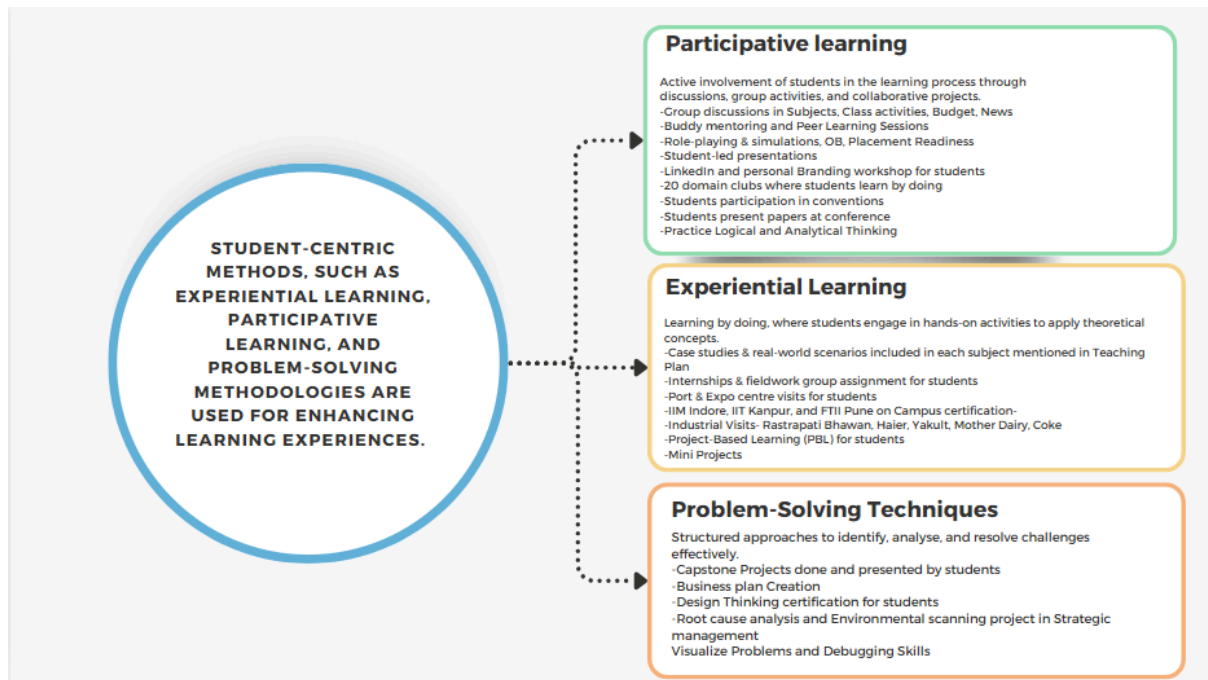 STUDENT-CENTRIC
METHODS, SUCH AS
EXPERIENTIAL LEARNING,
PARTICIPATIVE
LEARNING, AND
PROBLEM-SOLVING
METHODOLOGIES ARE
USED FOR ENHANCING
LEARNING EXPERIENCES.
Participative learning
Active involvement of students in the learning process through
discussions, group activities, and collaborative projects.
-Group discussions in Subjects, Class activities, Budget, News
-Buddy mentoring and Peer Learning Sessions
-Role-playing & simulations, OB, Placement Readiness
-Student-led presentations
-LinkedIn and personal Branding workshop for students
-20 domain clubs where students learn by doing
-Students participation in conventions
-Students present papers at conference
-Practice Logical and Analytical Thinking
Experiential Learning
Learning by doing, where students engage in hands-on activities to apply theoretical
concepts.
-Case studies & real-world scenarios included in each subject mentioned in Teaching
Plan
-Internships & fieldwork group assignment for students
-Port & Expo centre visits for students
-IIM Indore, IIT Kanpur, and FTII Pune on Campus certification-
-Industrial Visits- Rastrapati Bhawan, Haier, Yakult, Mother Dairy, Coke
-Project-Based Learning (PBL) for students
-Mini Projects
Problem-Solving Techniques
Structured approaches to identify, analyse, and resolve challenges
effectively.
-Capstone Projects done and presented by students
-Business plan Creation
-Design Thinking certification for students
-Root cause analysis and Environmental scanning project in Strategic
management
Visualize Problems and Debugging Skills